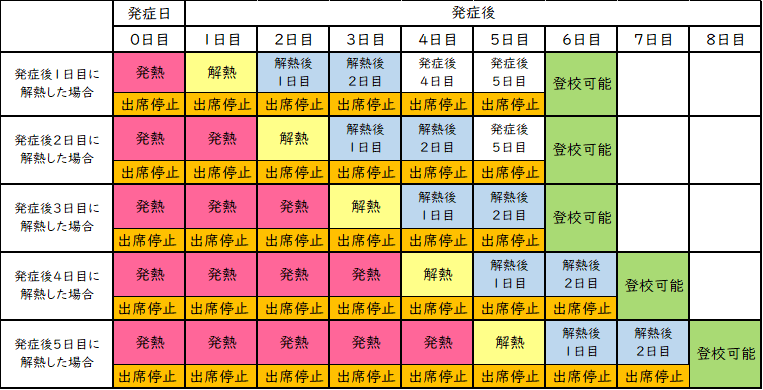 発症日 発症後
0日目 1日目 2日目 3日目 4日目 5日目 6日目 7日目 8日目
発症後1日目に
解熱した場合
発熱 解熱 解熱後1日目 解熱後2日目 発症後4日目 発症後5日目 登校可能
出席停止 出席停止 出席停止 出席停止 出席停止 出席停止
発症後2日目に
解熱した場合
発熱 発熱 解熱 解熱後1日目 解熱後2日目 発症後5日目 登校可能
出席停止 出席停止 出席停止 出席停止 出席停止 出席停止
発症後3日目に
解熱した場合
発熱 発熱 発熱 解熱 解熱後1日目 解熱後2日目 登校可能
出席停止 出席停止 出席停止 出席停止 出席停止 出席停止
発症後4日目に
解熱した場合
発熱 発熱 発熱 発熱 解熱 解熱後1日目 解熱後2日目 登校可能
出席停止 出席停止 出席停止 出席停止 出席停止 出席停止 出席停止
発症後5日目に
解熱した場合
発熱 発熱 発熱 発熱 発熱 解熱 解熱後1日目 解熱後2日目 登校可能
出席停止 出席停止 出席停止 出席停止 出席停止 出席停止 出席停止 出席停止